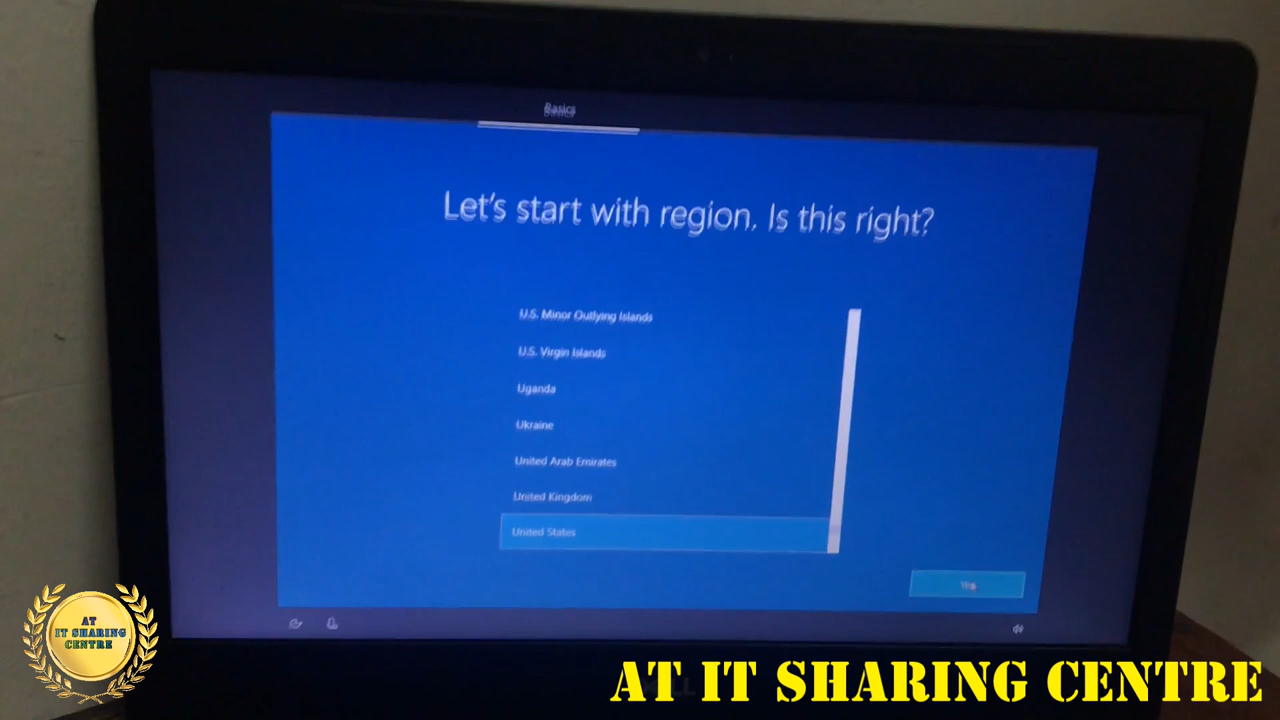 Basics
Let's start with region. Is this right?
U.S. Minor Outlying Islands
U.S. Virgin Islands
Uganda
Ukraine
United Arab Emirates
United Kingdom
United States
Yes
AT
IT SHARING
CENTRE
AT IT SHARING CENTRE